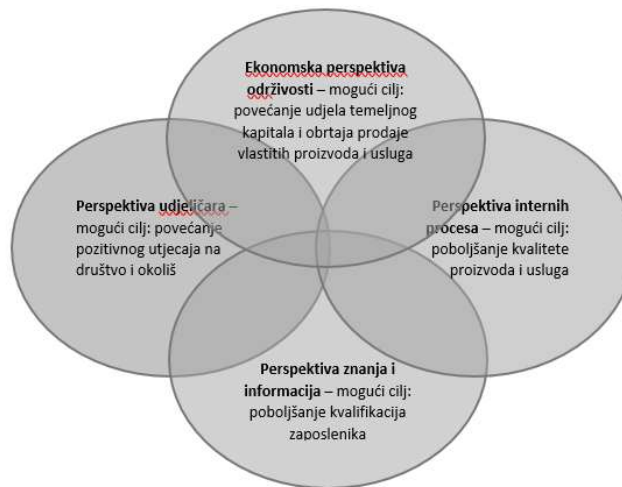 Ekonomska perspektiva
održivosti – mogući cilj:
povećanje udjela temeljnog
kapitala i obrtaja prodaje
vlastitih proizvoda i usluga
Perspektiva udjeličara –
mogući cilj: povećanje
pozitivnog utjecaja na
društvo i okoliš
Perspektiva internih
procesa – mogući cilj:
poboljšanje kvalitete
proizvoda i usluga
Perspektiva znanja i
informacija – mogući cilj:
poboljšanje kvalifikacija
zaposlenika